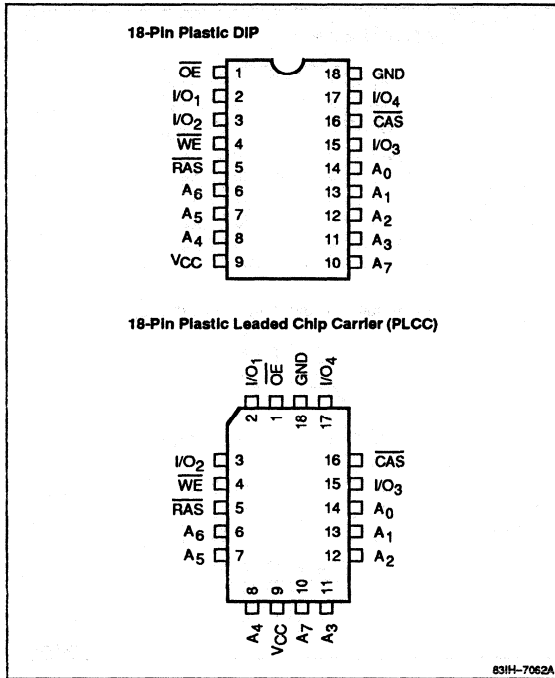 18-Pin Plastic DIP
OE 1 18 GND
I/O1 2 17 I/O4
I/O2 3 16 CAS
WE 4 15 I/O3
RAS 5 14 A0
A6 6 13 A1
A5 7 12 A2
A4 8 11 A3
VCC 9 10 A7
18-Pin Plastic Leaded Chip Carrier (PLCC)
I/O1 OE GND I/O4
2 1 18 17
I/O2 3 16 CAS
WE 4 15 I/O3
RAS 5 14 A0
A6 6 13 A1
A5 7 12 A2
8 9 10 11
A4 VCC A7 A3
83IH-7062A